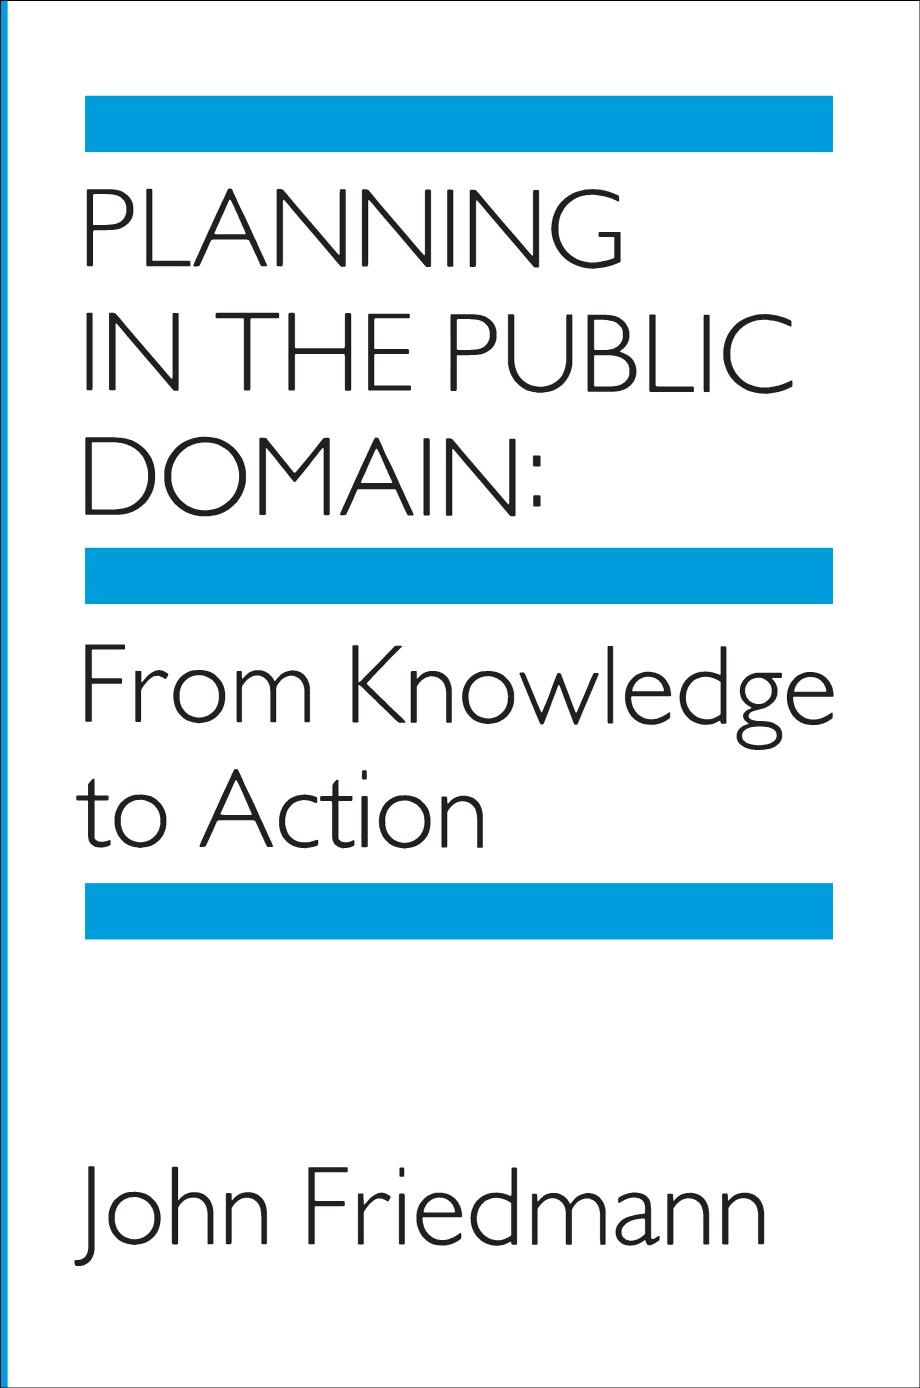 PLANNING
IN THE PUBLIC
DOMAIN:
From Knowledge
to Action
John Friedmann